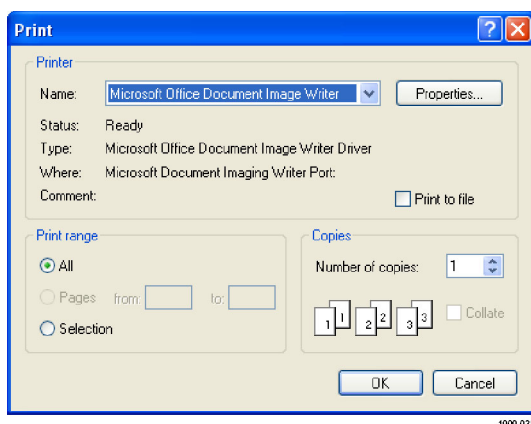 Print
Printer
Name: Microsoft Office Document Image Writer Properties...
Status: Ready
Type: Microsoft Office Document Image Writer Driver
Where: Microsoft Document Imaging Writer Port:
Comment: Print to file
Print range
All
Pages from: to:
Selection
Copies
Number of copies: 1
1 1 2 2 3 3 Collate
OK Cancel